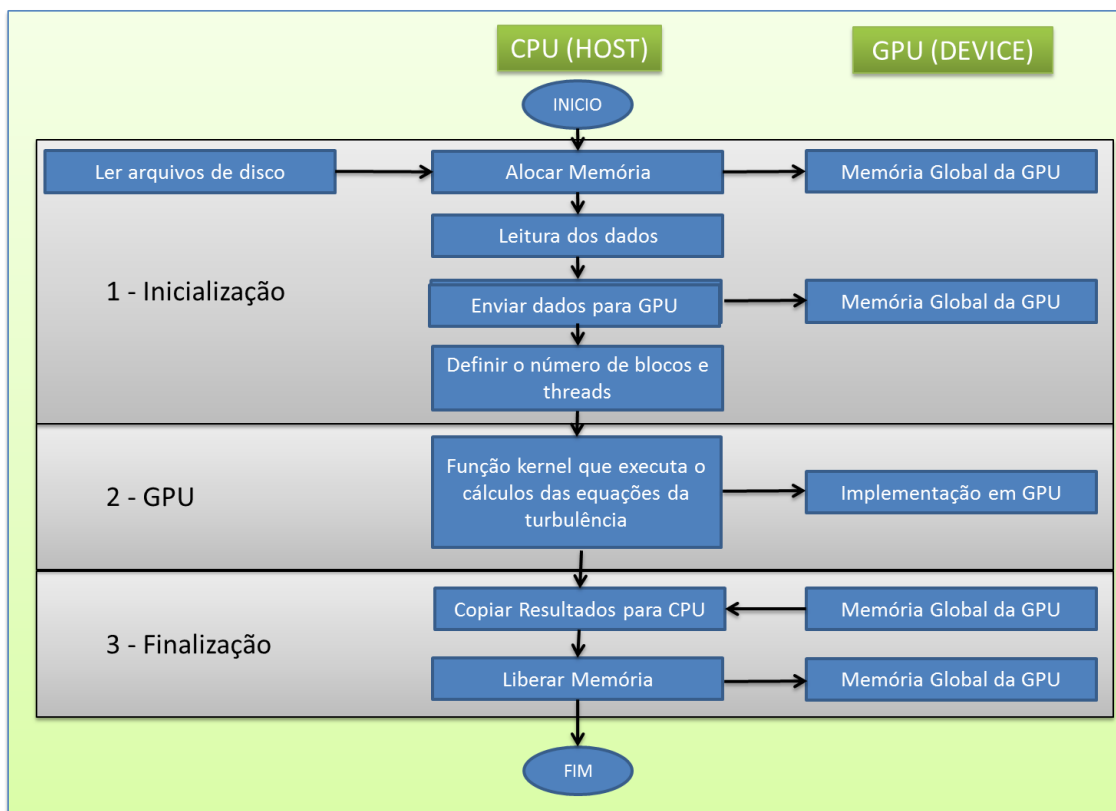 CPU (HOST)
GPU (DEVICE)
INICIO
Ler arquivos de disco
Alocar Memória
Memória Global da GPU
Leitura dos dados
1 - Inicialização
Enviar dados para GPU
Memória Global da GPU
Definir o número de blocos e
threads
2 - GPU
Função kernel que executa o
cálculos das equações da
turbulência
Implementação em GPU
Copiar Resultados para CPU
Memória Global da GPU
3 - Finalização
Liberar Memória
Memória Global da GPU
FIM